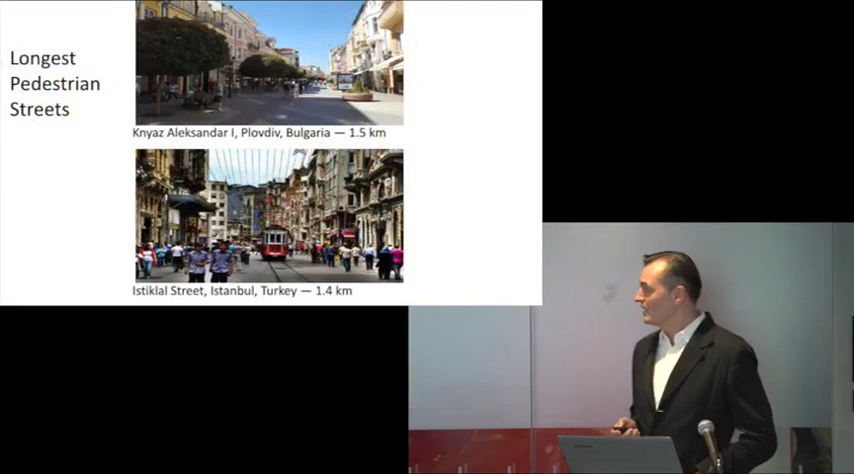 Longest
Pedestrian
Streets
Knyaz Aleksandar I, Plovdiv, Bulgaria — 1.5 km
Istiklal Street, Istanbul, Turkey — 1.4 km